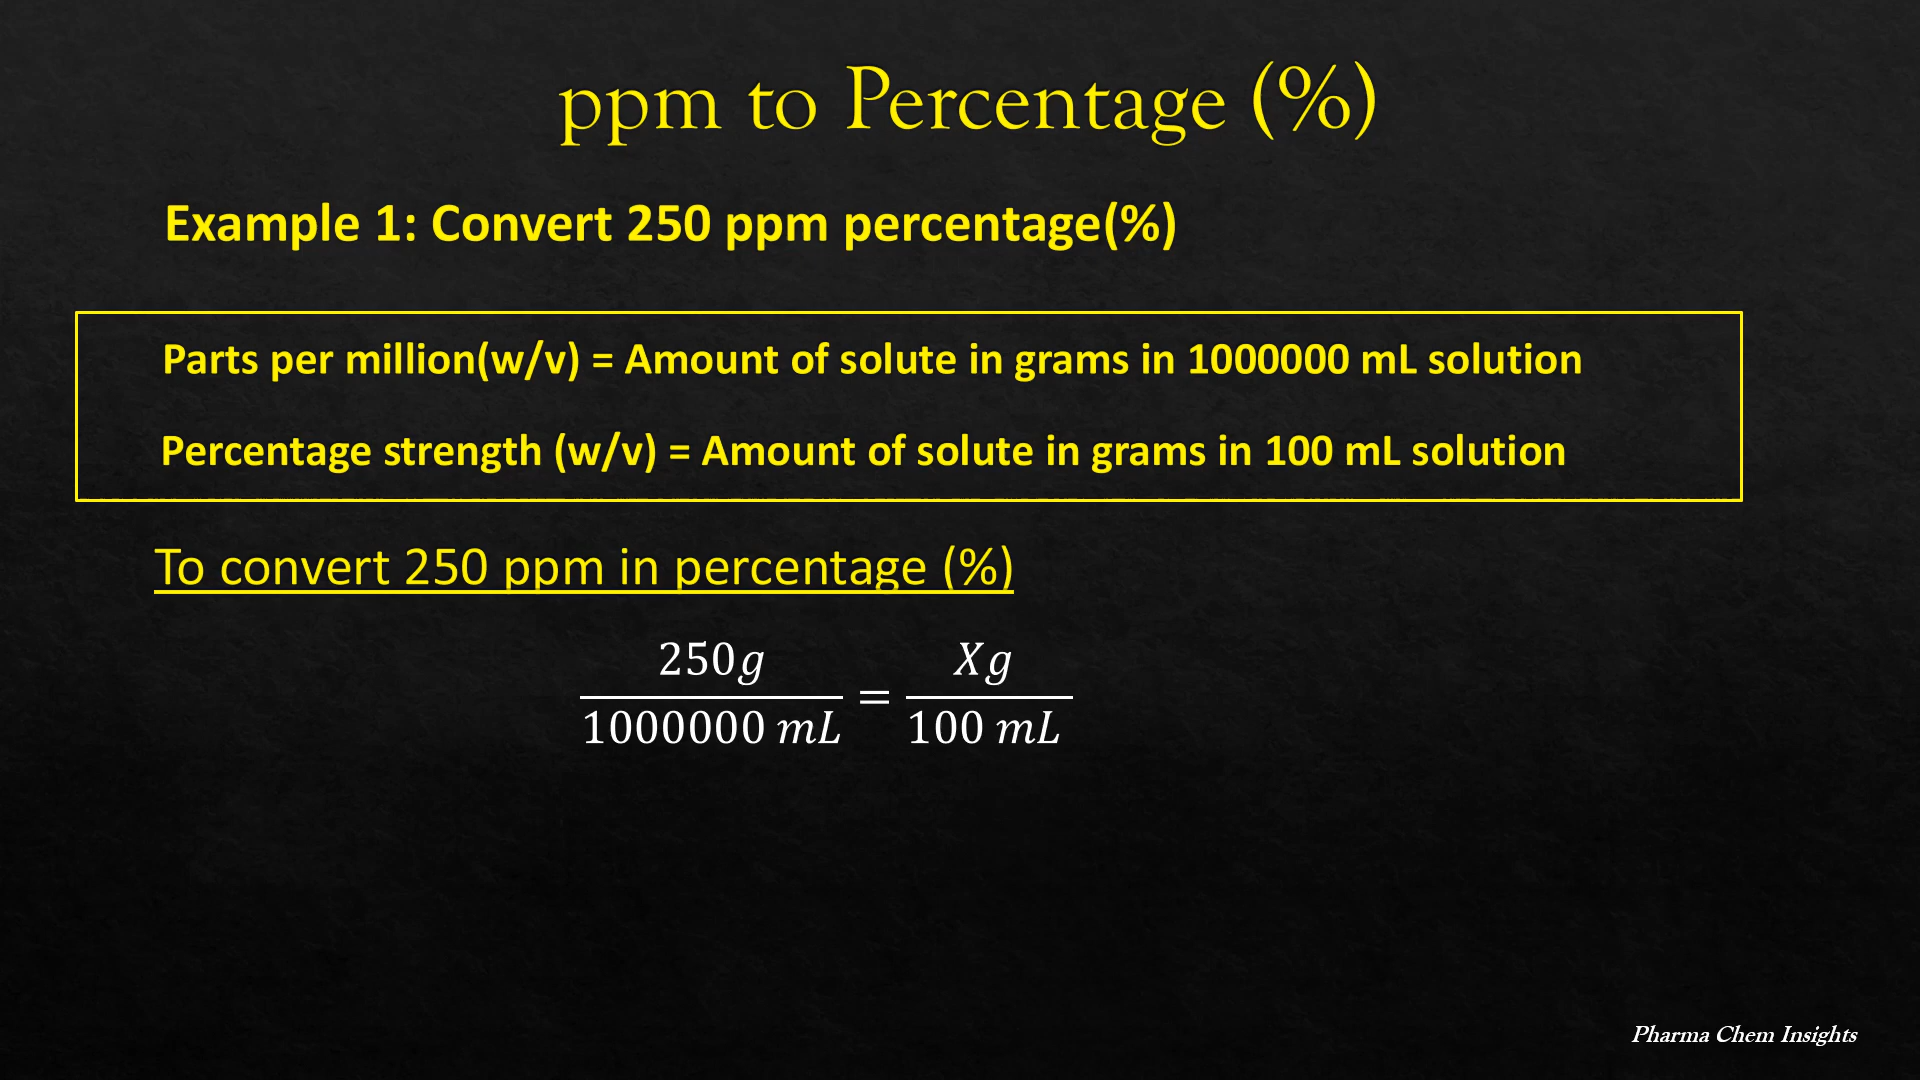 ppm to Percentage (%)
Example 1: Convert 250 ppm percentage(%)
Parts per million(w/v) = Amount of solute in grams in 1000000 mL solution
Percentage strength (w/v) = Amount of solute in grams in 100 mL solution
To convert 250 ppm in percentage (%)
250g / 1000000 mL = Xg / 100 mL
Pharma Chem Insights